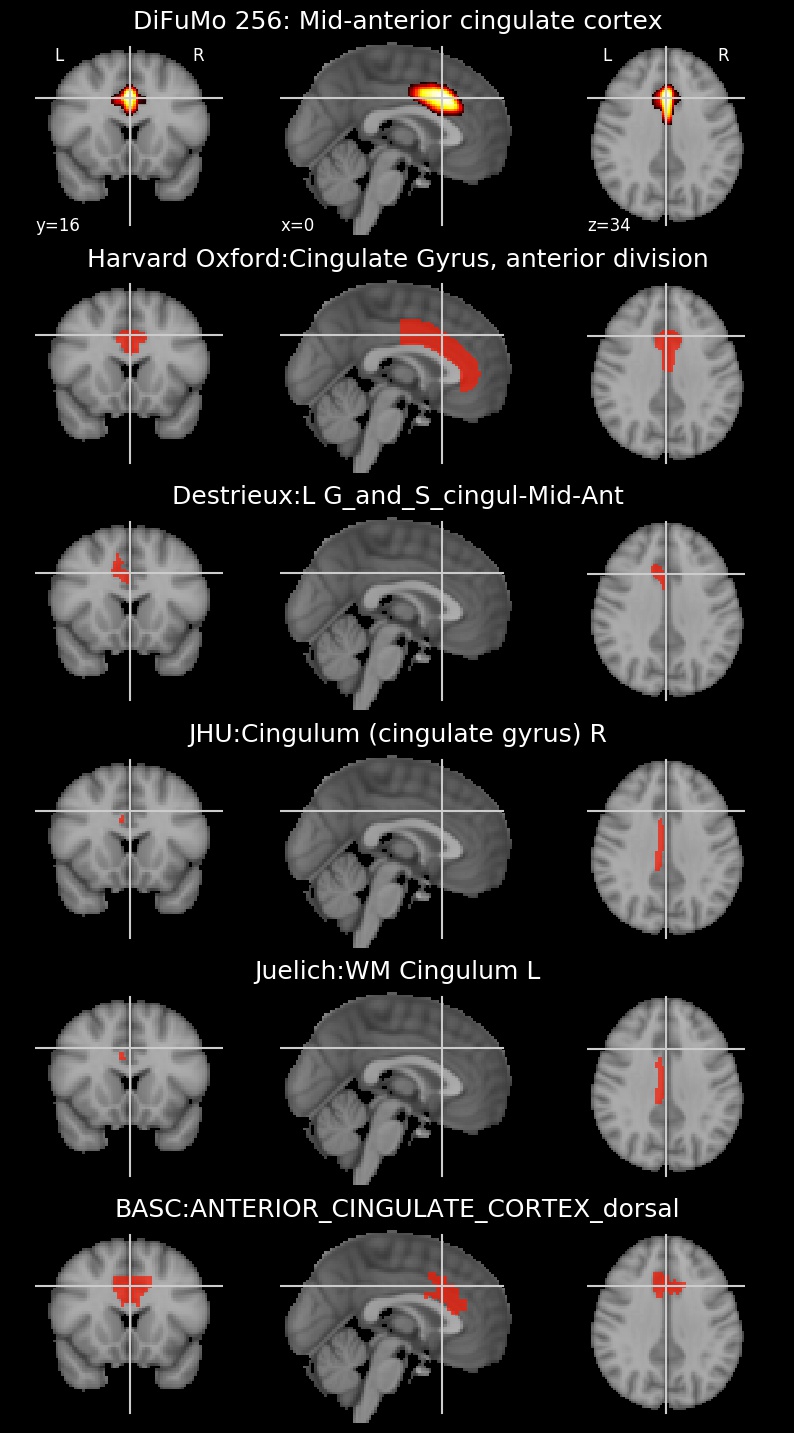 DiFuMo 256: Mid-anterior cingulate cortex
L R L R
y=16 x=0 z=34
Harvard Oxford:Cingulate Gyrus, anterior division
Destrieux:L G_and_S_cingul-Mid-Ant
JHU:Cingulum (cingulate gyrus) R
Juelich:WM Cingulum L
BASC:ANTERIOR_CINGULATE_CORTEX_dorsal